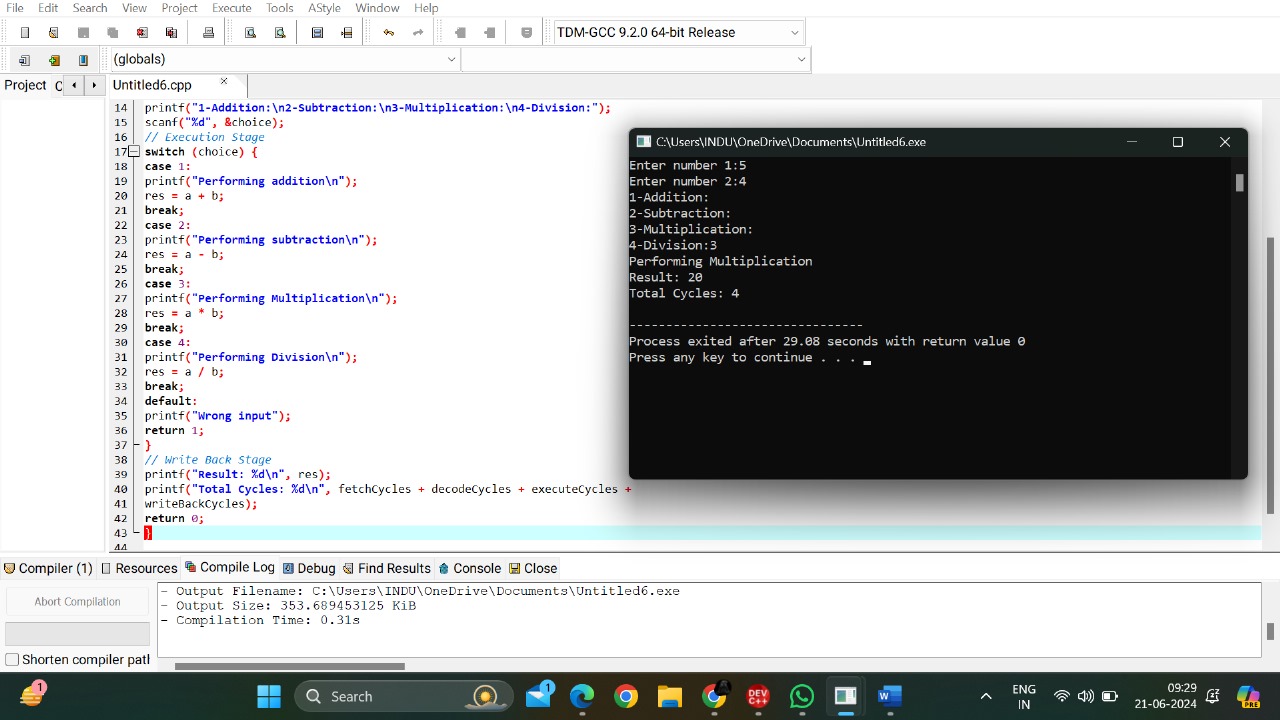 File Edit Search View Project Execute Tools AStyle Window Help
TDM-GCC 9.2.0 64-bit Release
(globals)
Project C Untitled6.cpp
14 printf("1-Addition:\n2-Subtraction:\n3-Multiplication:\n4-Division:");
15 scanf("%d", &choice);
16 // Execution Stage
17 switch (choice) {
18 case 1:
19 printf("Performing addition\n");
20 res = a + b;
21 break;
22 case 2:
23 printf("Performing subtraction\n");
24 res = a - b;
25 break;
26 case 3:
27 printf("Performing Multiplication\n");
28 res = a * b;
29 break;
30 case 4:
31 printf("Performing Division\n");
32 res = a / b;
33 break;
34 default:
35 printf("Wrong input");
36 return 1;
37 }
38 // Write Back Stage
39 printf("Result: %d\n", res);
40 printf("Total Cycles: %d\n", fetchCycles + decodeCycles + executeCycles +
41 writeBackCycles);
42 return 0;
43 }
44
C:\Users\INDU\OneDrive\Documents\Untitled6.exe
Enter number 1:5
Enter number 2:4
1-Addition:
2-Subtraction:
3-Multiplication:
4-Division:3
Performing Multiplication
Result: 20
Total Cycles: 4
--------------------------------
Process exited after 29.08 seconds with return value 0
Press any key to continue . . .
Compiler (1) Resources Compile Log Debug Find Results Console Close
Abort Compilation
Shorten compiler patl
- Output Filename: C:\Users\INDU\OneDrive\Documents\Untitled6.exe
- Output Size: 353.689453125 KiB
- Compilation Time: 0.31s
1
Search
1
DEV C++
W
ENG
IN
09:29
21-06-2024
PRE